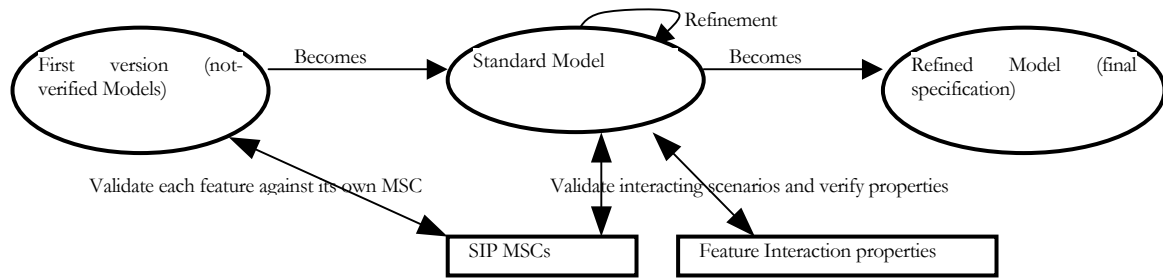 Refinement
First version (not-
verified Models)
Becomes
Standard Model
Becomes
Refined Model (final
specification)
Validate each feature against its own MSC
Validate interacting scenarios and verify properties
SIP MSCs
Feature Interaction properties